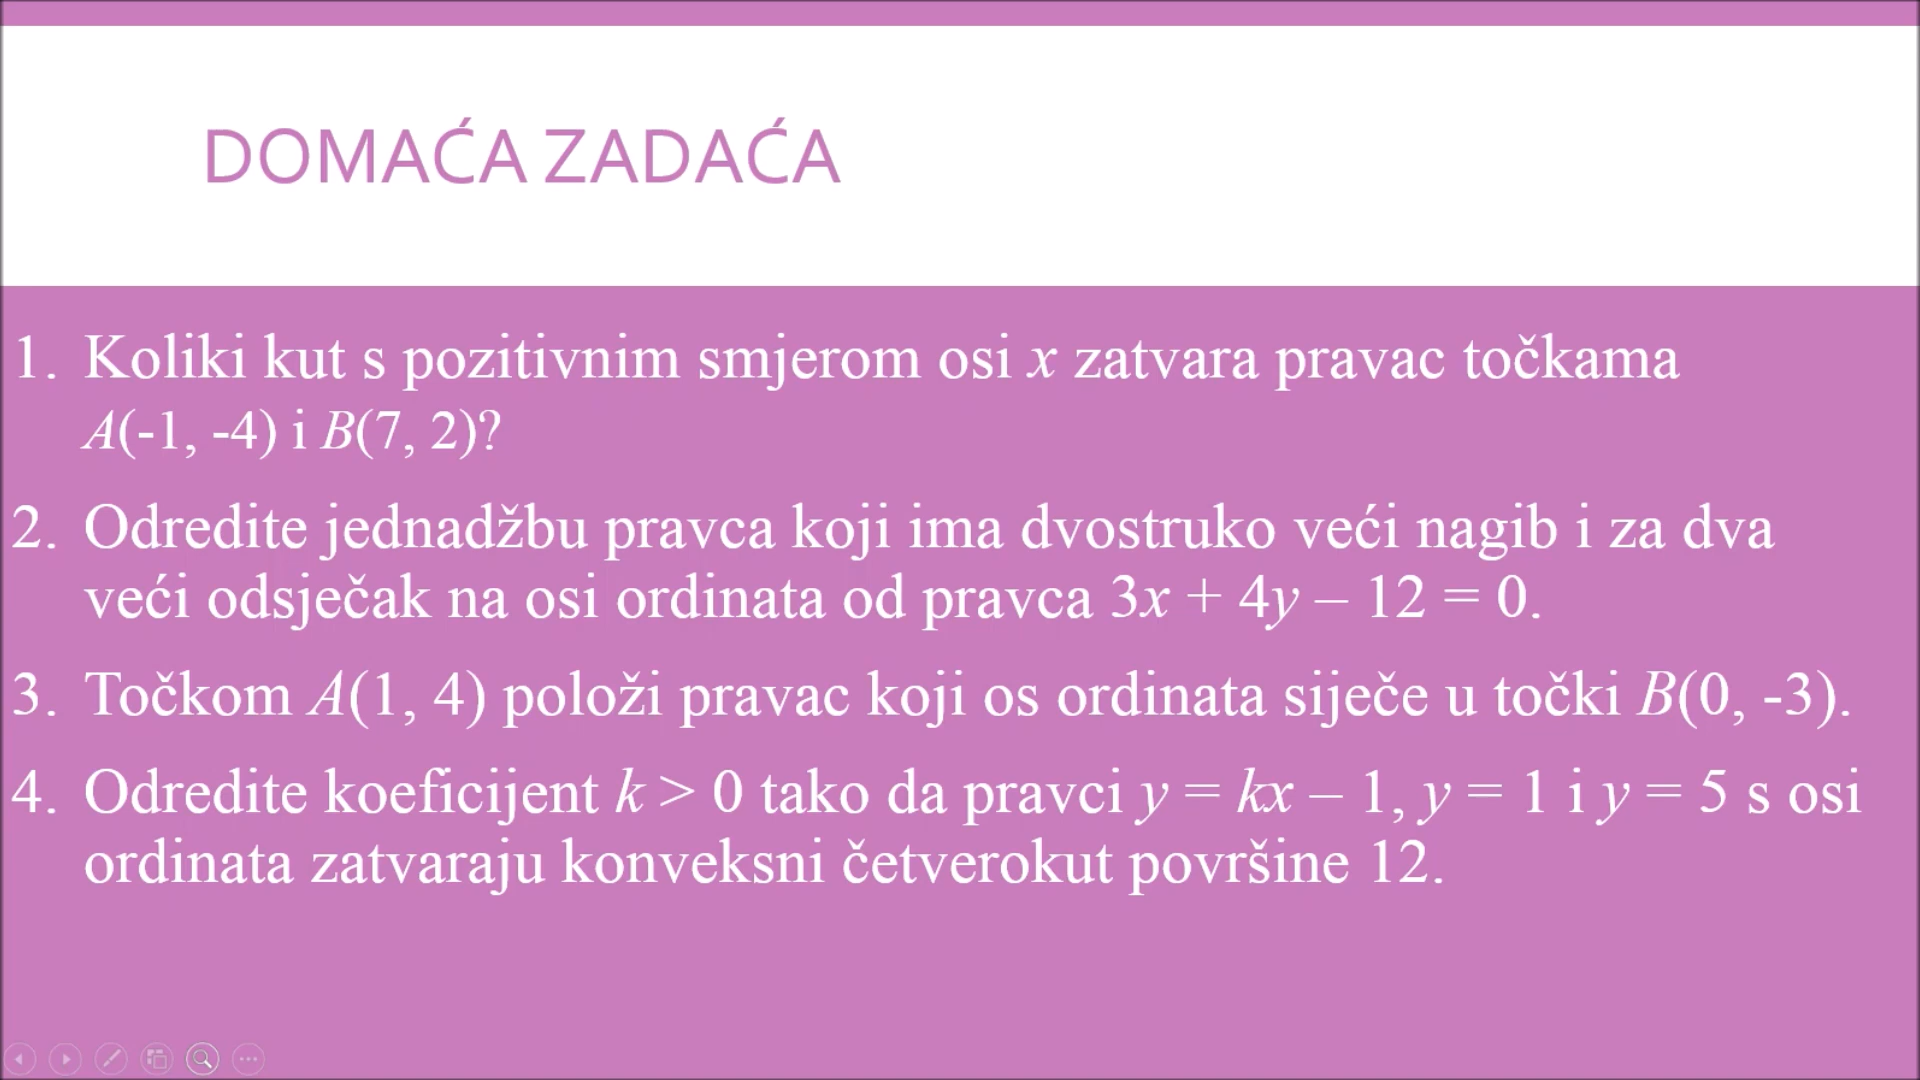 DOMAĆA ZADAĆA
1. Koliki kut s pozitivnim smjerom osi x zatvara pravac točkama
A(-1, -4) i B(7, 2)?
2. Odredite jednadžbu pravca koji ima dvostruko veći nagib i za dva
veći odsječak na osi ordinata od pravca 3x + 4y – 12 = 0.
3. Točkom A(1, 4) položi pravac koji os ordinata siječe u točki B(0, -3).
4. Odredite koeficijent k > 0 tako da pravci y = kx – 1, y = 1 i y = 5 s osi
ordinata zatvaraju konveksni četverokut površine 12.